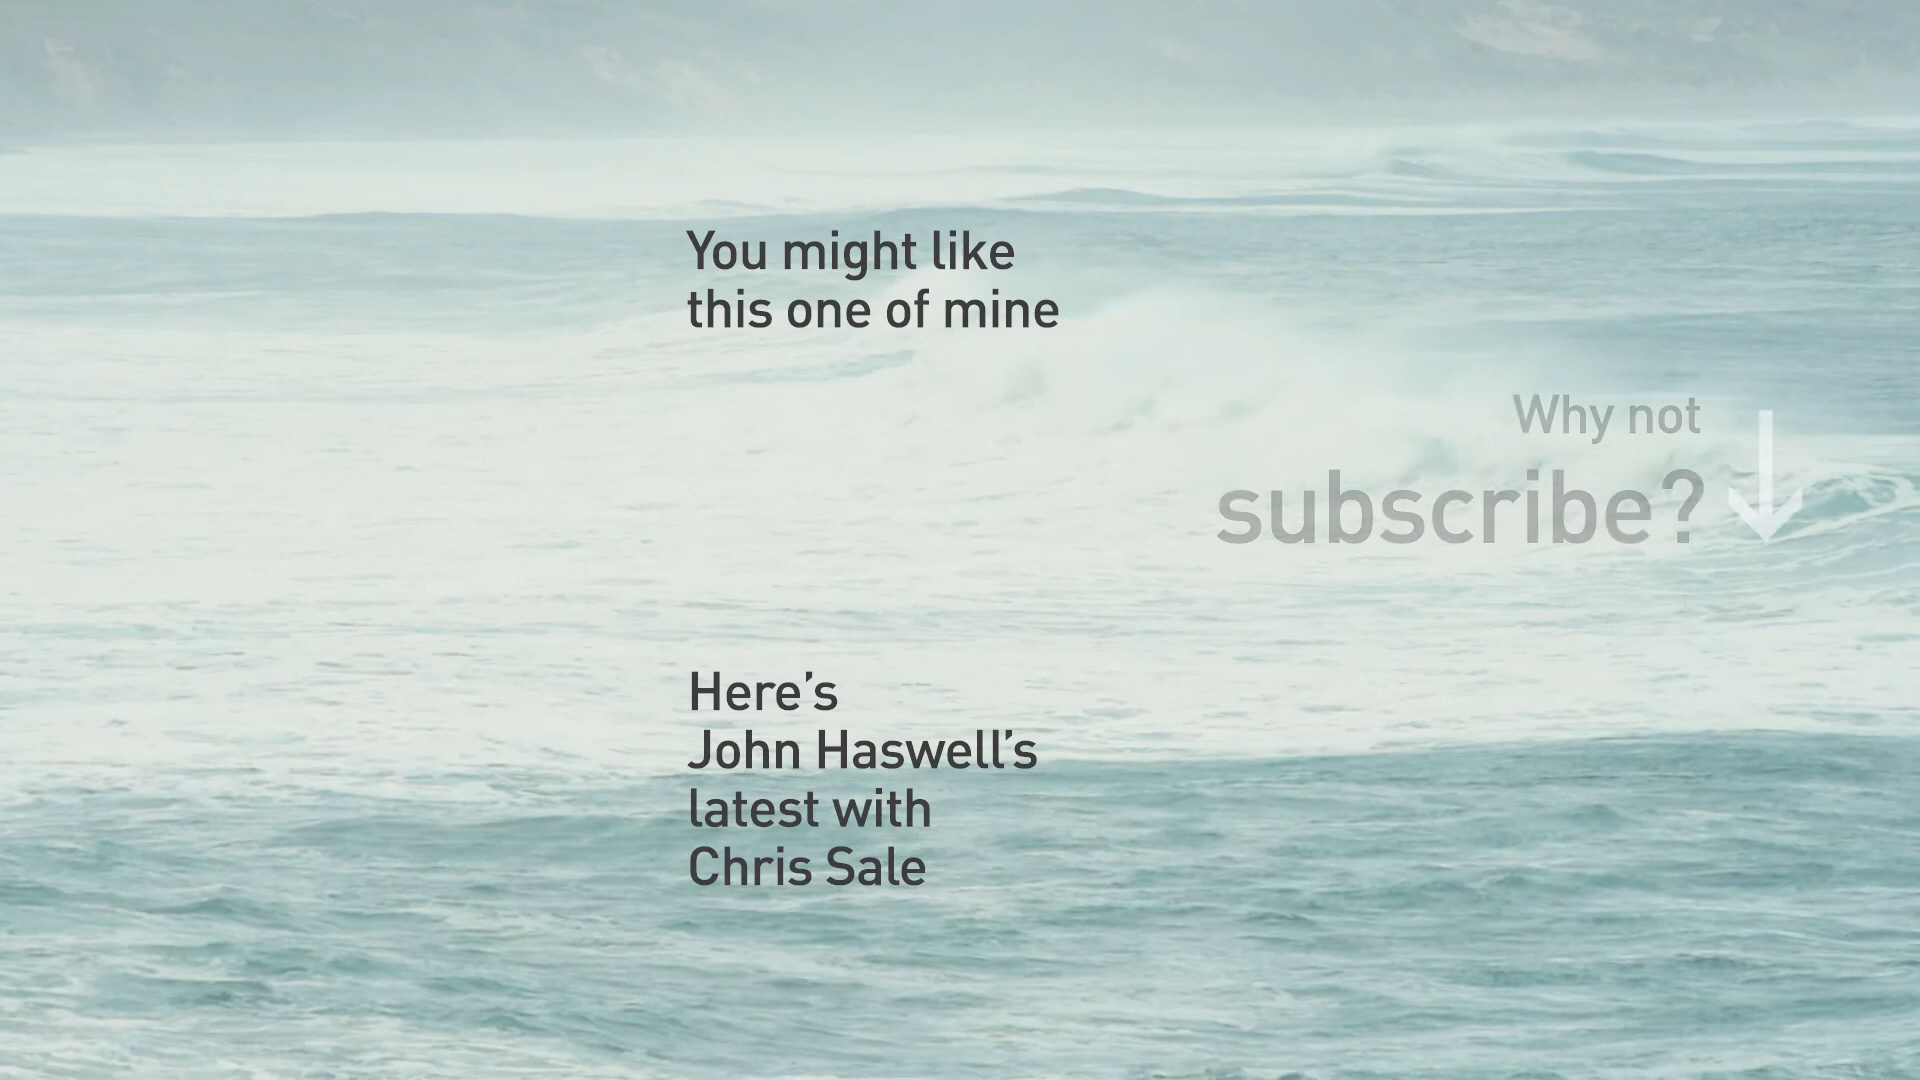 You might like
this one of mine
Why not
subscribe?
Here’s
John Haswell’s
latest with
Chris Sale